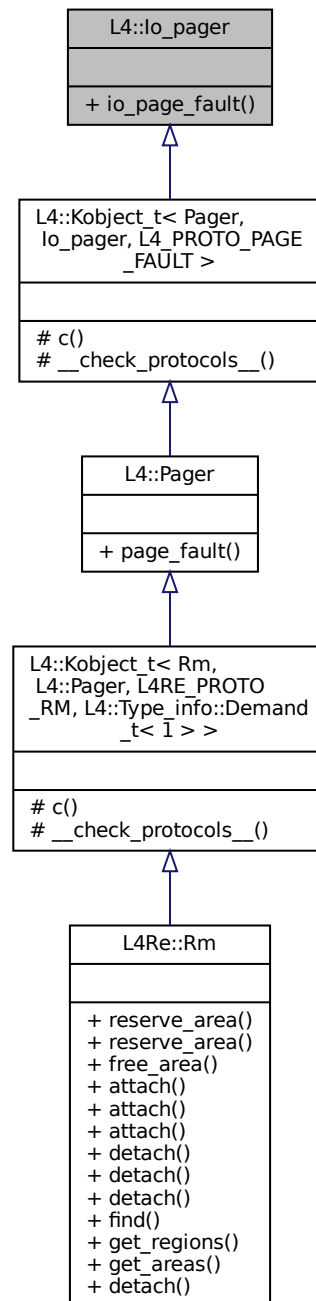 L4::Io_pager
+ io_page_fault()
L4::Kobject_t< Pager,
Io_pager, L4_PROTO_PAGE
_FAULT >
# c()
# __check_protocols__()
L4::Pager
+ page_fault()
L4::Kobject_t< Rm,
L4::Pager, L4RE_PROTO
_RM, L4::Type_info::Demand
_t< 1 > >
# c()
# __check_protocols__()
L4Re::Rm
+ reserve_area()
+ reserve_area()
+ free_area()
+ attach()
+ attach()
+ attach()
+ detach()
+ detach()
+ detach()
+ find()
+ get_regions()
+ get_areas()
+ detach()